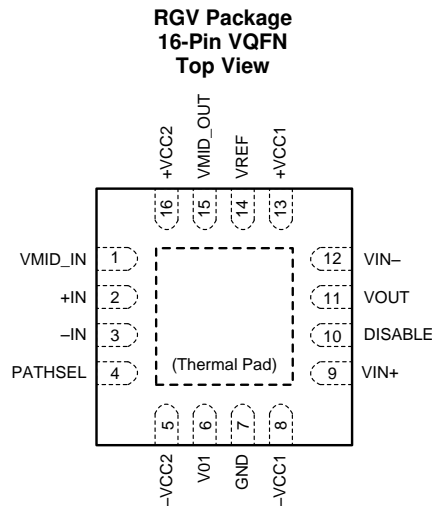 RGV Package
16-Pin VQFN
Top View
+VCC2
VMID_OUT
VREF
+VCC1
16
15
14
13
VMID_IN 1
+IN 2
–IN 3
PATHSEL 4
12 VIN–
11 VOUT
10 DISABLE
9 VIN+
(Thermal Pad)
5
6
7
8
–VCC2
V01
GND
–VCC1